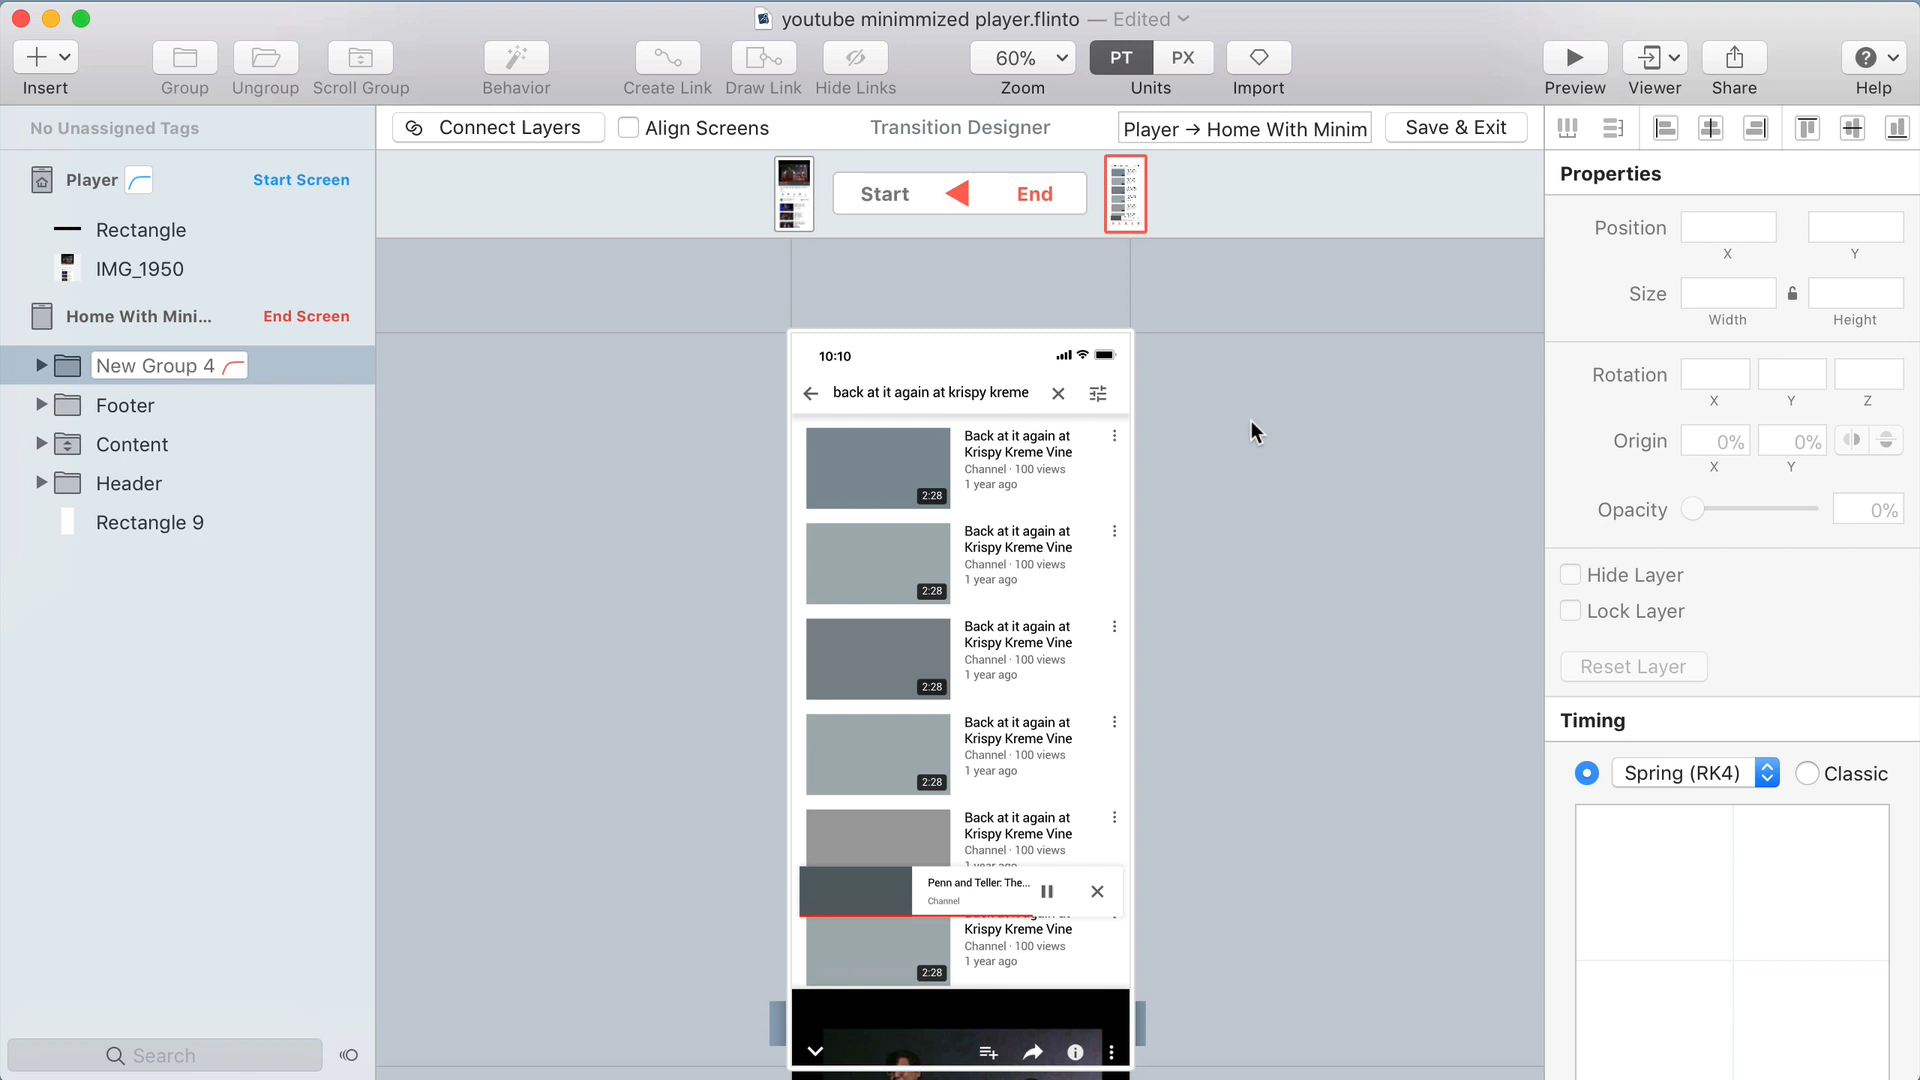 youtube minimmized player.flinto — Edited
Insert
Group
Ungroup
Scroll Group
Behavior
Create Link
Draw Link
Hide Links
60%
Zoom
PT
PX
Units
Import
Preview
Viewer
Share
Help
No Unassigned Tags
Connect Layers
Align Screens
Transition Designer
Player → Home With Minim
Save & Exit
Player
Start Screen
Rectangle
IMG_1950
Home With Mini...
End Screen
New Group 4
Footer
Content
Header
Rectangle 9
Search
Start
End
10:10
back at it again at krispy kreme
Back at it again at
Krispy Kreme Vine
Channel · 100 views
1 year ago
2:28
Back at it again at
Krispy Kreme Vine
Channel · 100 views
1 year ago
2:28
Back at it again at
Krispy Kreme Vine
Channel · 100 views
1 year ago
2:28
Back at it again at
Krispy Kreme Vine
Channel · 100 views
1 year ago
2:28
Back at it again at
Krispy Kreme Vine
Channel · 100 views
1 year ago
Penn and Teller: The...
Channel
Back at it again at
Krispy Kreme Vine
Channel · 100 views
1 year ago
2:28
Properties
Position
X
Y
Size
Width
Height
Rotation
X
Y
Z
Origin
0%
0%
X
Y
Opacity
0%
Hide Layer
Lock Layer
Reset Layer
Timing
Spring (RK4)
Classic